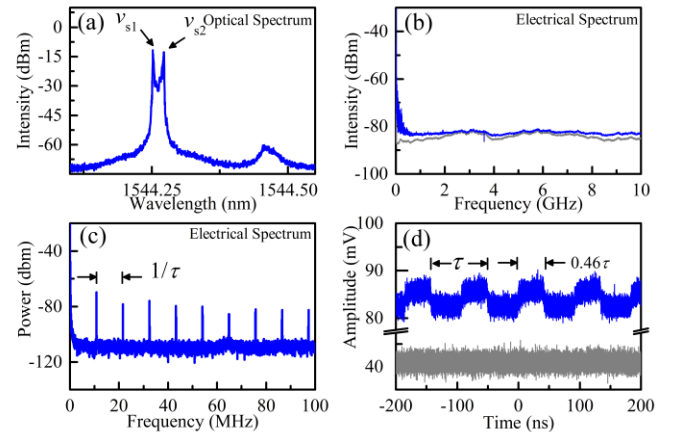 (a)
νs1
νs2
Optical Spectrum
0
-15
-30
-45
-60
Intensity (dBm)
1544.25
1544.50
Wavelength (nm)
(b)
Electrical Spectrum
-40
-60
-80
-100
Intensity (dBm)
0
2
4
6
8
10
Frequency (GHz)
(c)
Electrical Spectrum
1/τ
-40
-80
-120
Power (dbm)
0
20
40
60
80
100
Frequency (MHz)
(d)
τ
0.46τ
100
90
80
40
Amplitude (mV)
-200
-100
0
100
200
Time (ns)